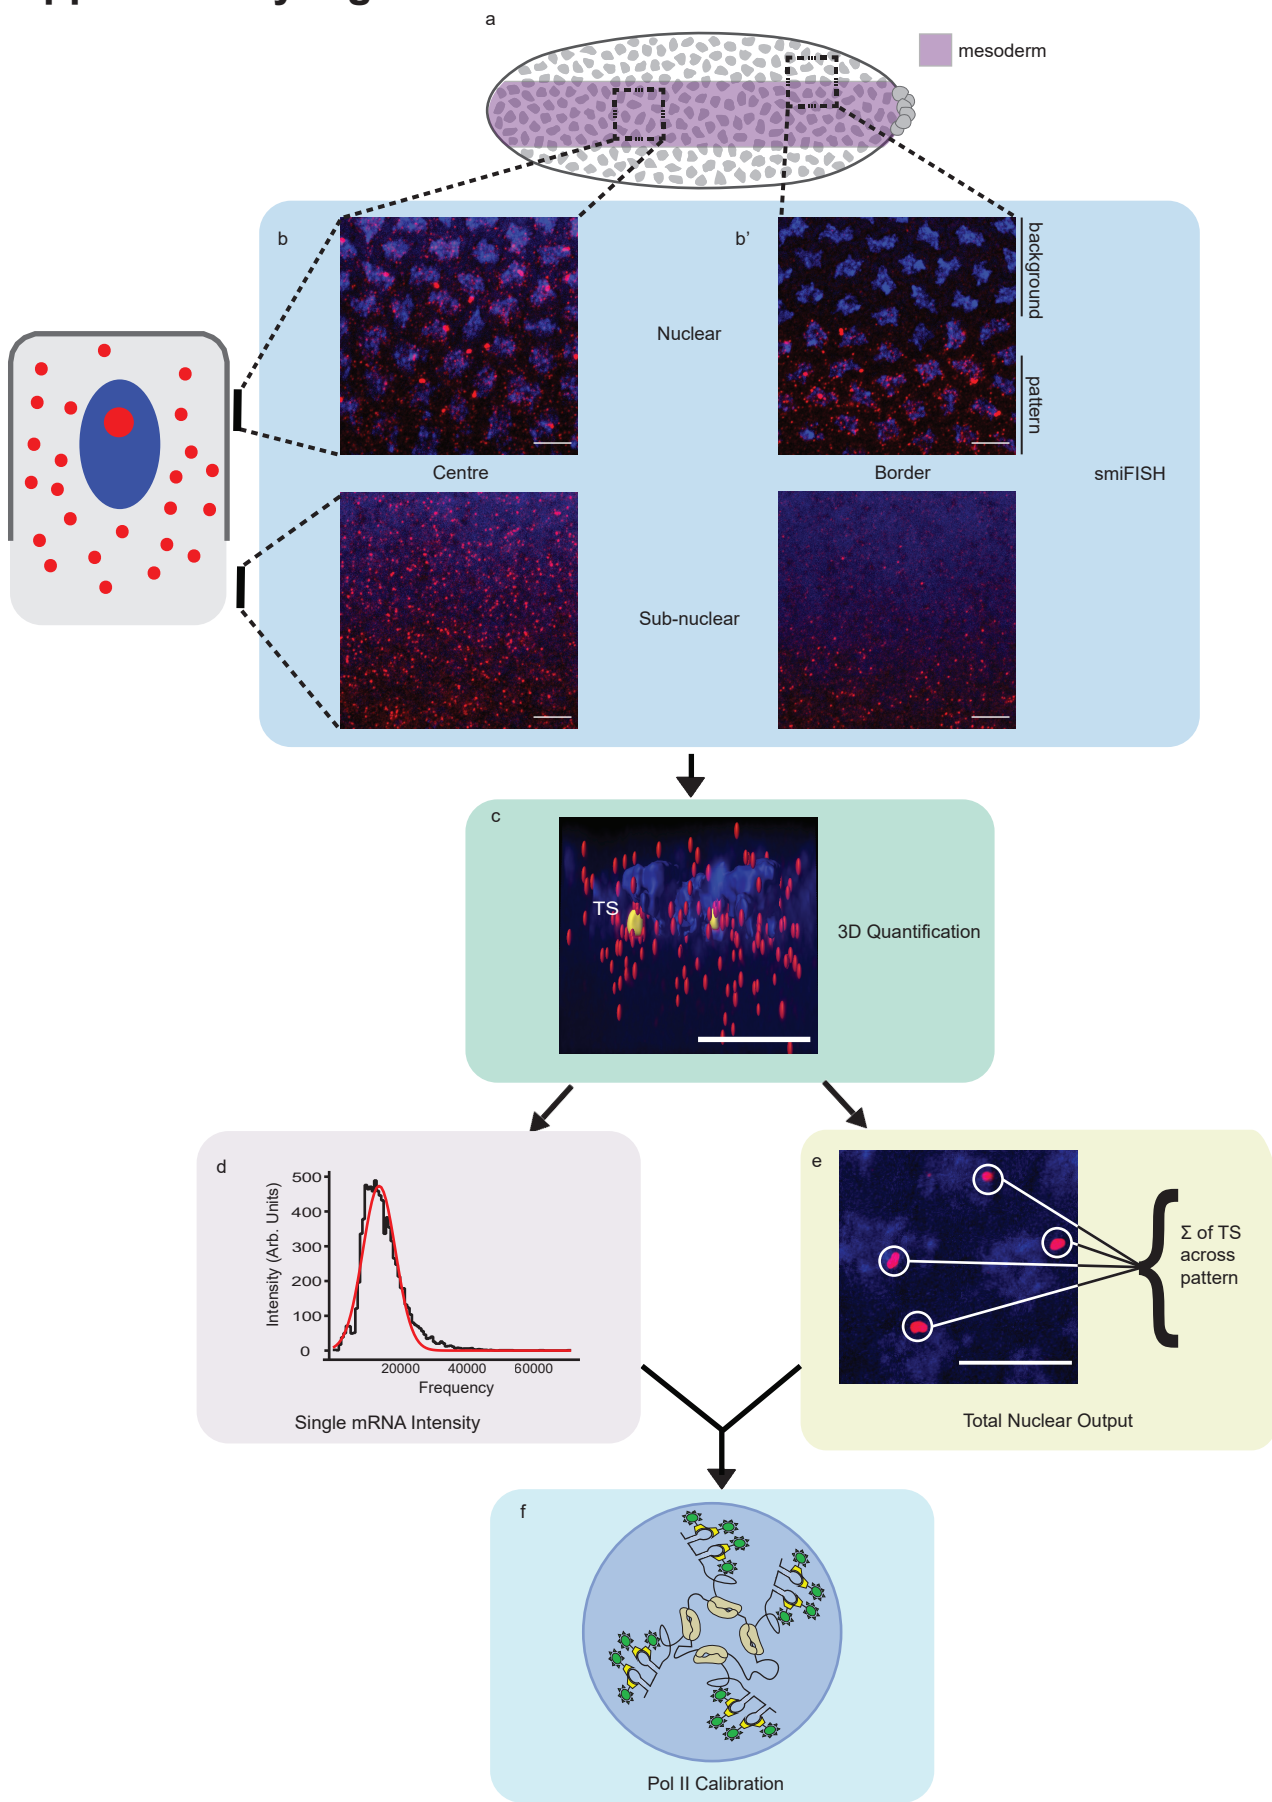 a
mesoderm
b
b’
background
Nuclear
pattern
Centre
Border
smiFISH
Sub-nuclear
c
TS
3D Quantification
d
500
400
300
200
100
0
Intensity (Arb. Units)
20000 40000 60000
Frequency
Single mRNA Intensity
e
Σ of TS
across
pattern
Total Nuclear Output
f
Pol II Calibration